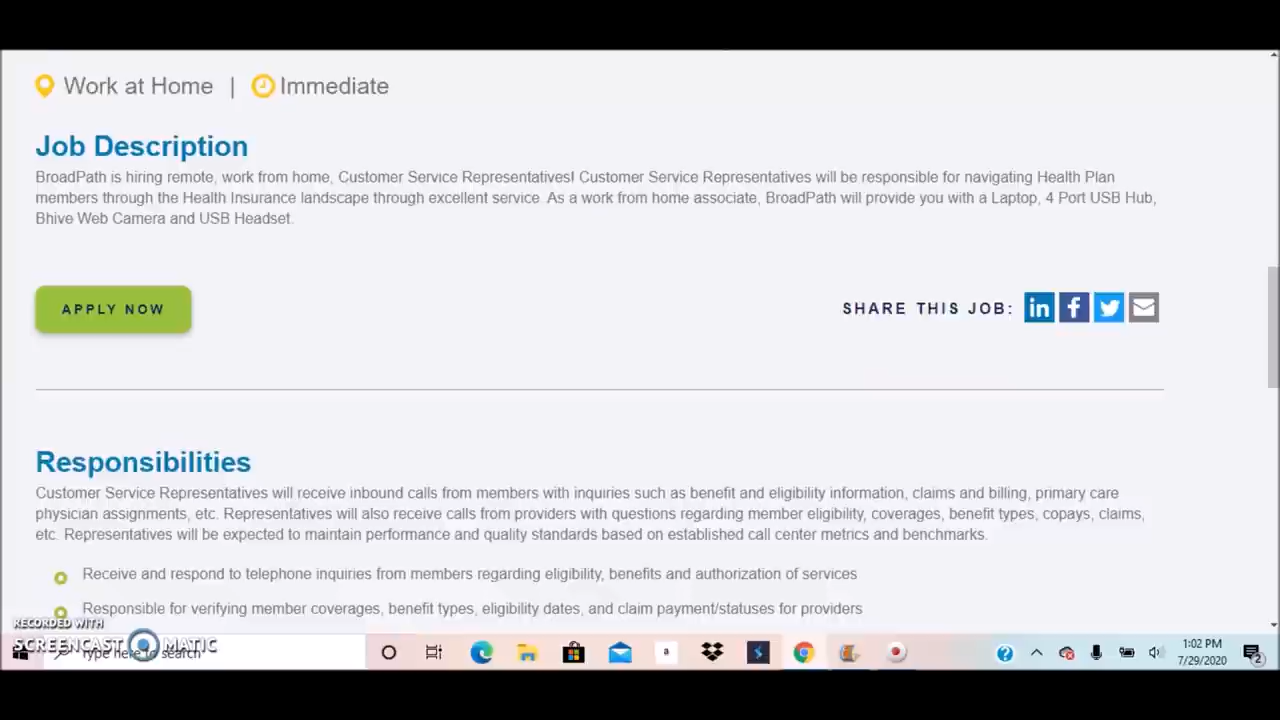 Work at Home | Immediate
Job Description
BroadPath is hiring remote, work from home, Customer Service Representatives! Customer Service Representatives will be responsible for navigating Health Plan
members through the Health Insurance landscape through excellent service. As a work from home associate, BroadPath will provide you with a Laptop, 4 Port USB Hub,
Bhive Web Camera and USB Headset.
APPLY NOW
SHARE THIS JOB:
Responsibilities
Customer Service Representatives will receive inbound calls from members with inquiries such as benefit and eligibility information, claims and billing, primary care
physician assignments, etc. Representatives will also receive calls from providers with questions regarding member eligibility, coverages, benefit types, copays, claims,
etc. Representatives will be expected to maintain performance and quality standards based on established call center metrics and benchmarks.
Receive and respond to telephone inquiries from members regarding eligibility, benefits and authorization of services
Responsible for verifying member coverages, benefit types, eligibility dates, and claim payment/statuses for providers
RECORDED WITH
SCREENCAST MATIC
Type here to search
1:02 PM
7/29/2020
2